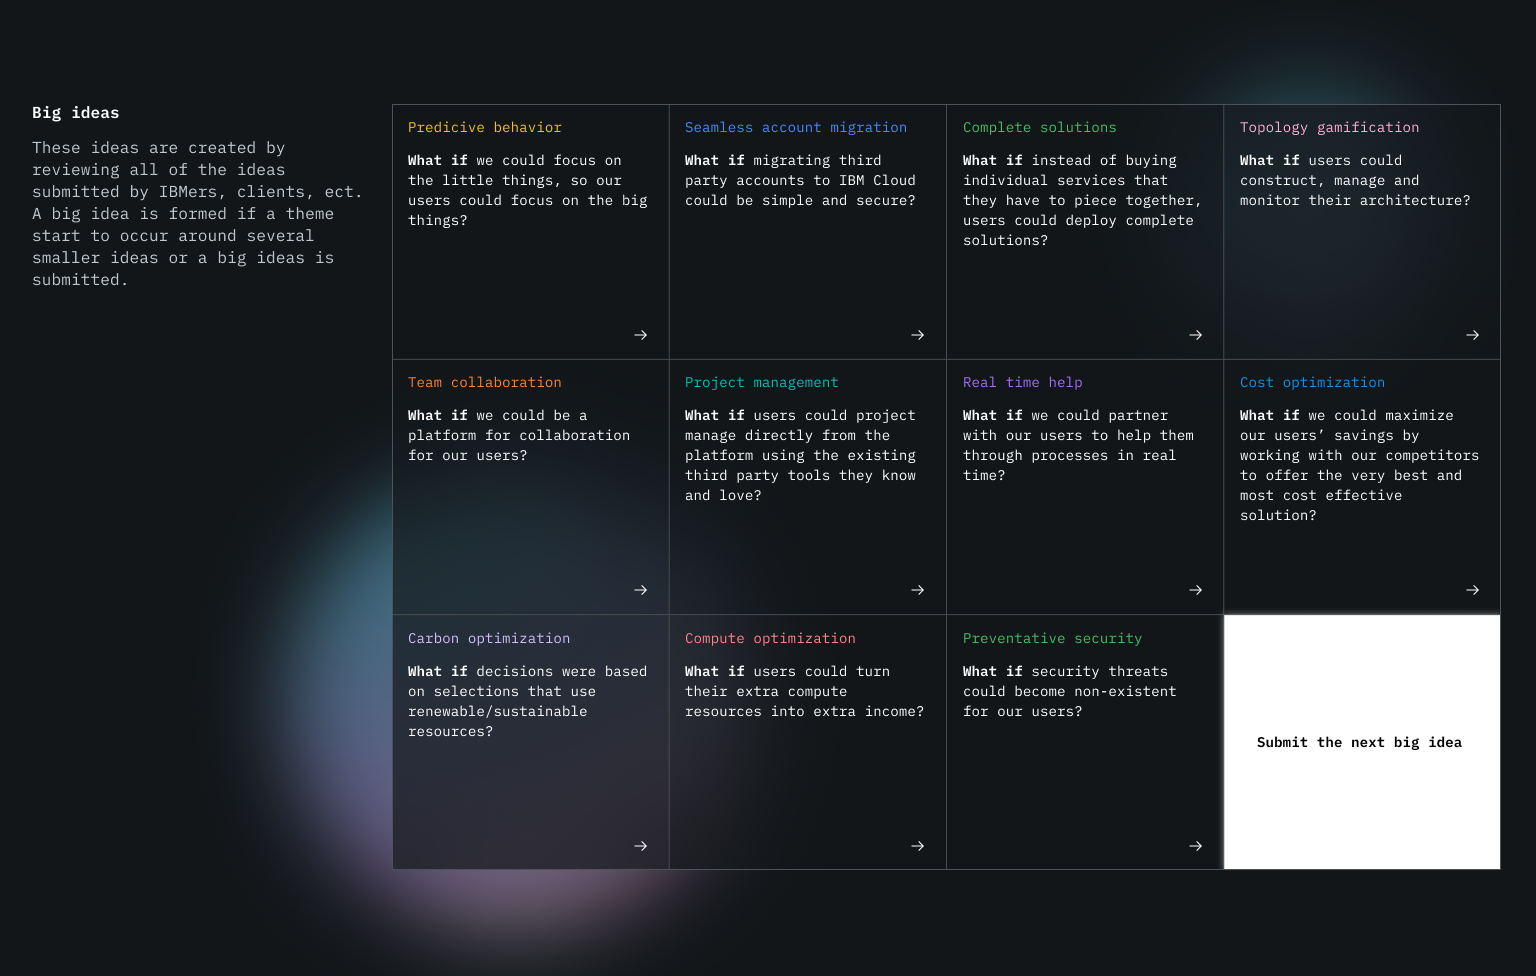 Big ideas
These ideas are created by
reviewing all of the ideas
submitted by IBMers, clients, ect.
A big idea is formed if a theme
start to occur around several
smaller ideas or a big ideas is
submitted.
Predicive behavior
What if we could focus on
the little things, so our
users could focus on the big
things?
Seamless account migration
What if migrating third
party accounts to IBM Cloud
could be simple and secure?
Complete solutions
What if instead of buying
individual services that
they have to piece together,
users could deploy complete
solutions?
Topology gamification
What if users could
construct, manage and
monitor their architecture?
Team collaboration
What if we could be a
platform for collaboration
for our users?
Project management
What if users could project
manage directly from the
platform using the existing
third party tools they know
and love?
Real time help
What if we could partner
with our users to help them
through processes in real
time?
Cost optimization
What if we could maximize
our users’ savings by
working with our competitors
to offer the very best and
most cost effective
solution?
Carbon optimization
What if decisions were based
on selections that use
renewable/sustainable
resources?
Compute optimization
What if users could turn
their extra compute
resources into extra income?
Preventative security
What if security threats
could become non-existent
for our users?
Submit the next big idea